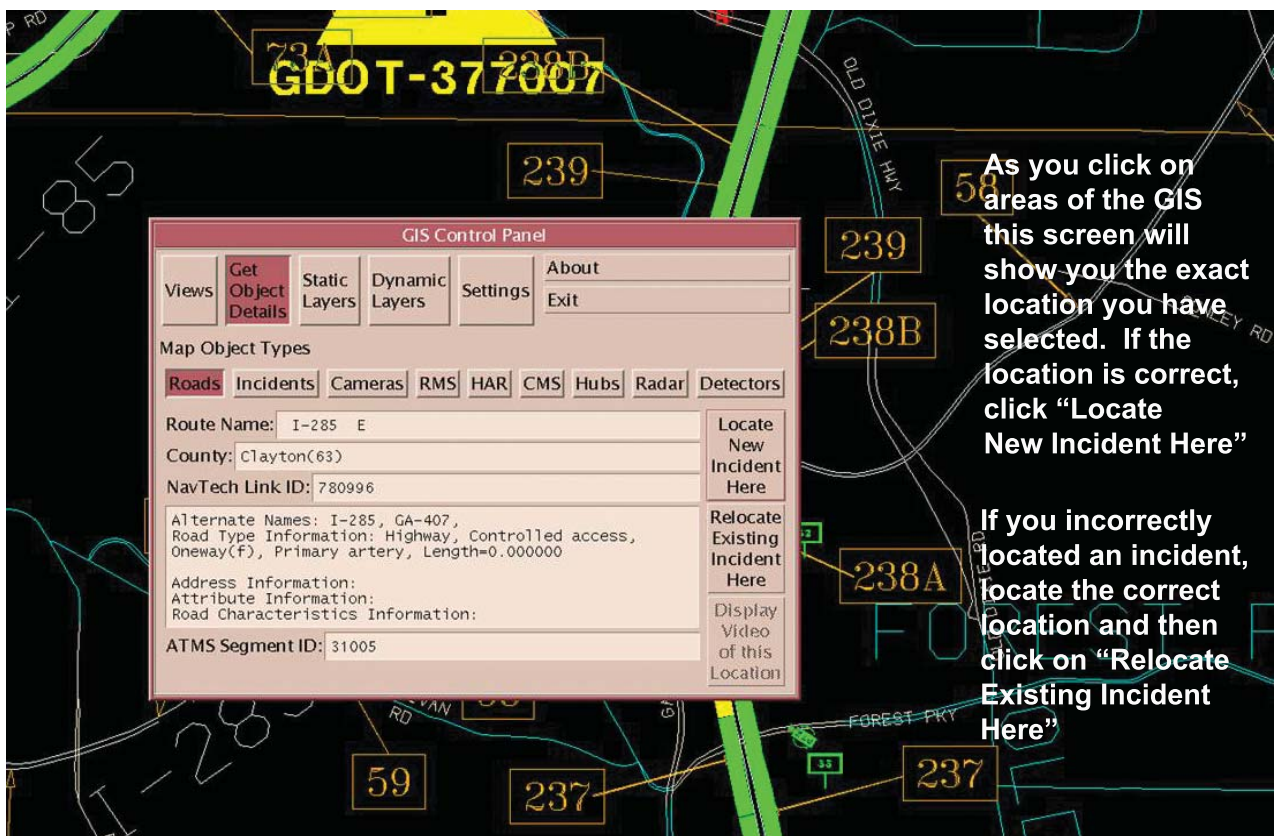 P RD
73A
238B
GDOT-377007
OLD DIXIE HWY
239
58
239
238B
238A
FOREST P
GIS Control Panel
Views
Get Object Details
Static Layers
Dynamic Layers
Settings
About
Exit
Map Object Types
Roads Incidents Cameras RMS HAR CMS Hubs Radar Detectors
Route Name: I-285 E
County: Clayton(63)
NavTech Link ID: 780996
Alternate Names: I-285, GA-407,
Road Type Information: Highway, Controlled access,
Oneway(f), Primary artery, Length=0.000000
Address Information:
Attribute Information:
Road Characteristics Information:
ATMS Segment ID: 31005
Locate
New
Incident
Here
Relocate
Existing
Incident
Here
Display
Video
of this
Location
As you click on
areas of the GIS
this screen will
show you the exact
location you have
selected. If the
location is correct,
click “Locate
New Incident Here”
If you incorrectly
located an incident,
locate the correct
location and then
click on “Relocate
Existing Incident
Here”
RD
FOREST PKY
33
59
237
237